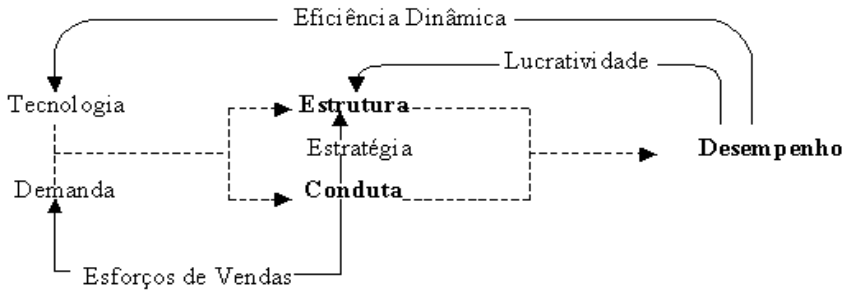 Eficiência Dinâmica
Lucratividade
Tecnologia
Estrutura
Estratégia
Desempenho
Demanda
Conduta
Esforços de Vendas